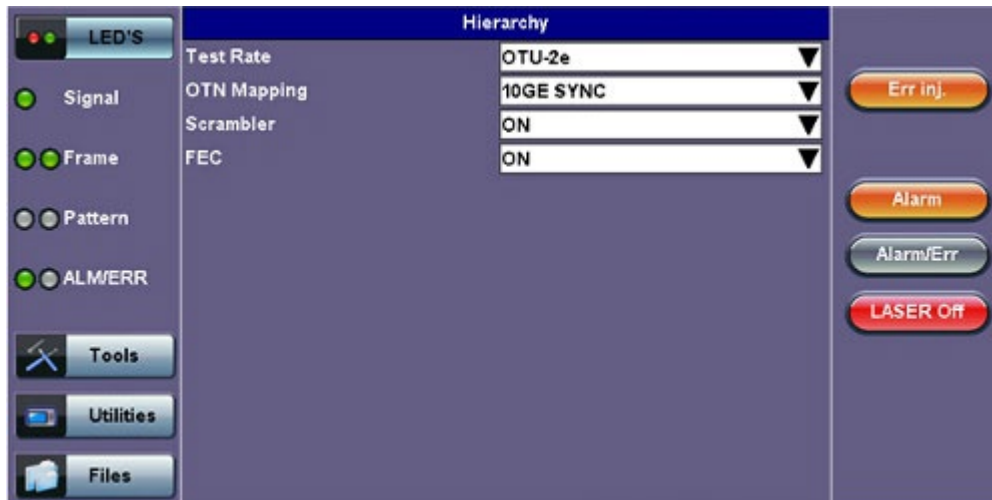 LED'S
Signal
Frame
Pattern
ALM/ERR
Tools
Utilities
Files
Hierarchy
Test Rate OTU-2e
OTN Mapping 10GE SYNC
Scrambler ON
FEC ON
Err inj.
Alarm
Alarm/Err
LASER Off